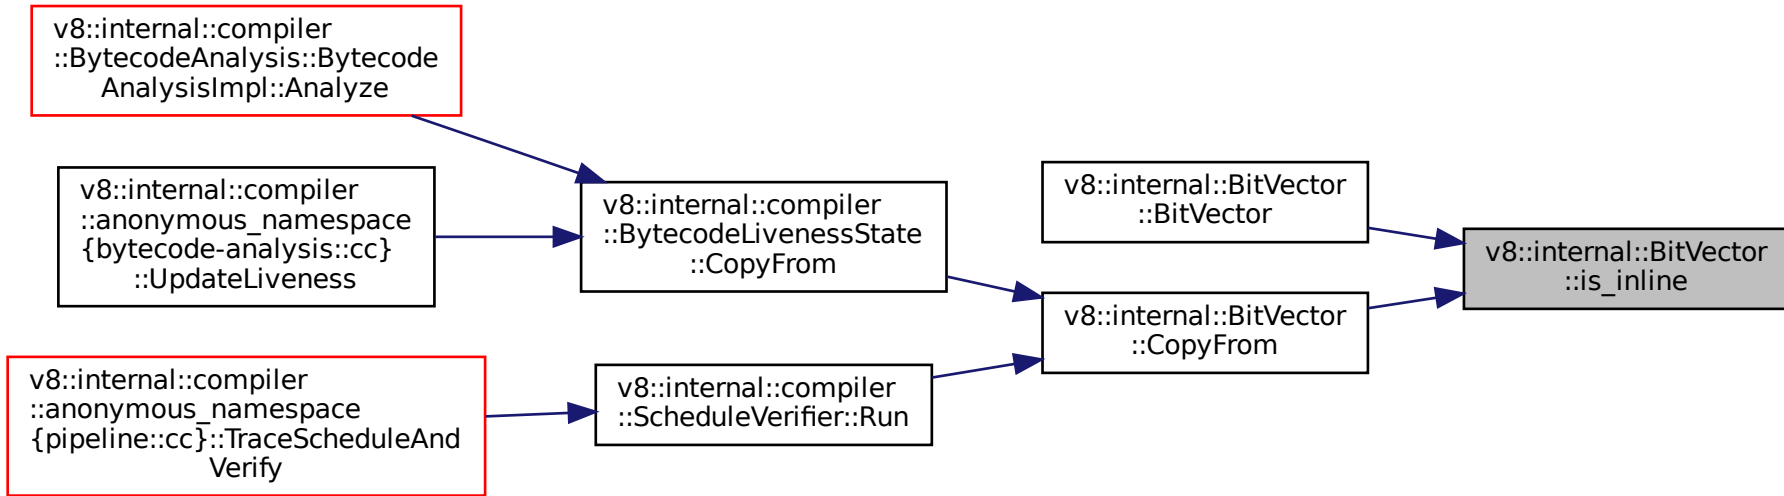 v8::internal::compiler
::BytecodeAnalysis::Bytecode
AnalysisImpl::Analyze
v8::internal::compiler
::anonymous_namespace
{bytecode-analysis::cc}
::UpdateLiveness
v8::internal::compiler
::anonymous_namespace
{pipeline::cc}::TraceScheduleAnd
Verify
v8::internal::compiler
::BytecodeLivenessState
::CopyFrom
v8::internal::compiler
::ScheduleVerifier::Run
v8::internal::BitVector
::BitVector
v8::internal::BitVector
::CopyFrom
v8::internal::BitVector
::is_inline